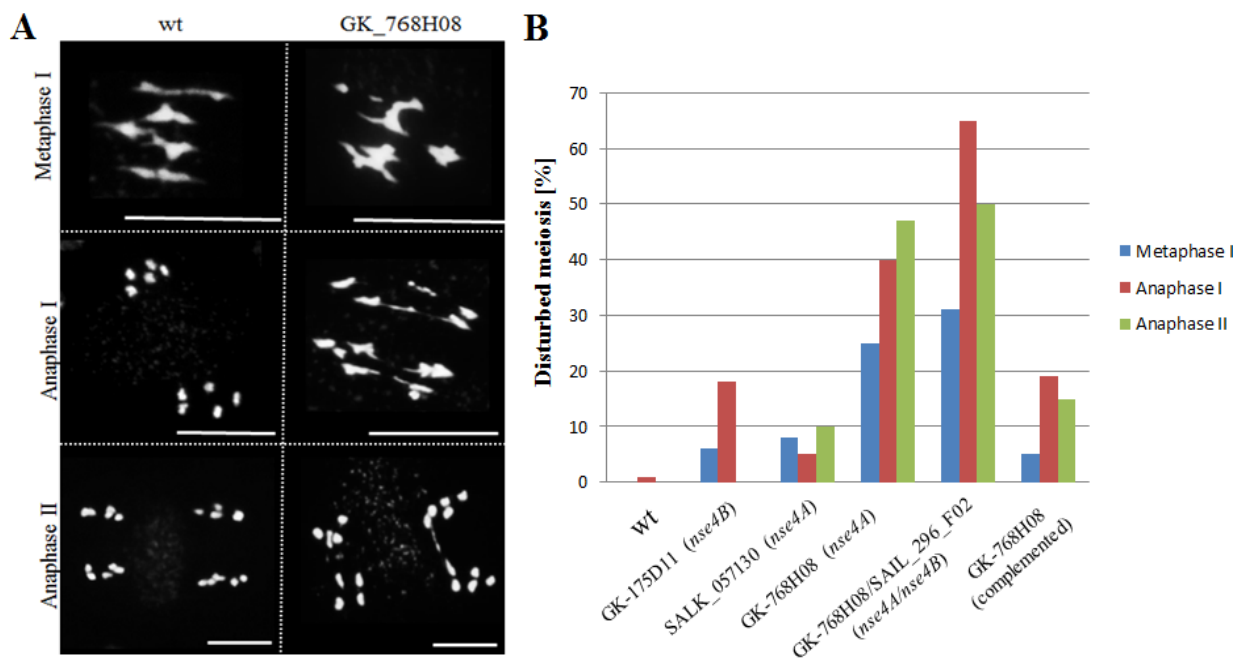 A
wt
GK_768H08
Metaphase I
Anaphase I
Anaphase II
B
Disturbed meiosis [%]
70
60
50
40
30
20
10
0
wt
GK-175D11 (nse4B)
SALK_057130 (nse4A)
GK-768H08 (nse4A)
GK-768H08/SAIL_296_F02
(nse4A/nse4B)
GK-768H08
(complemented)
Metaphase I
Anaphase I
Anaphase II